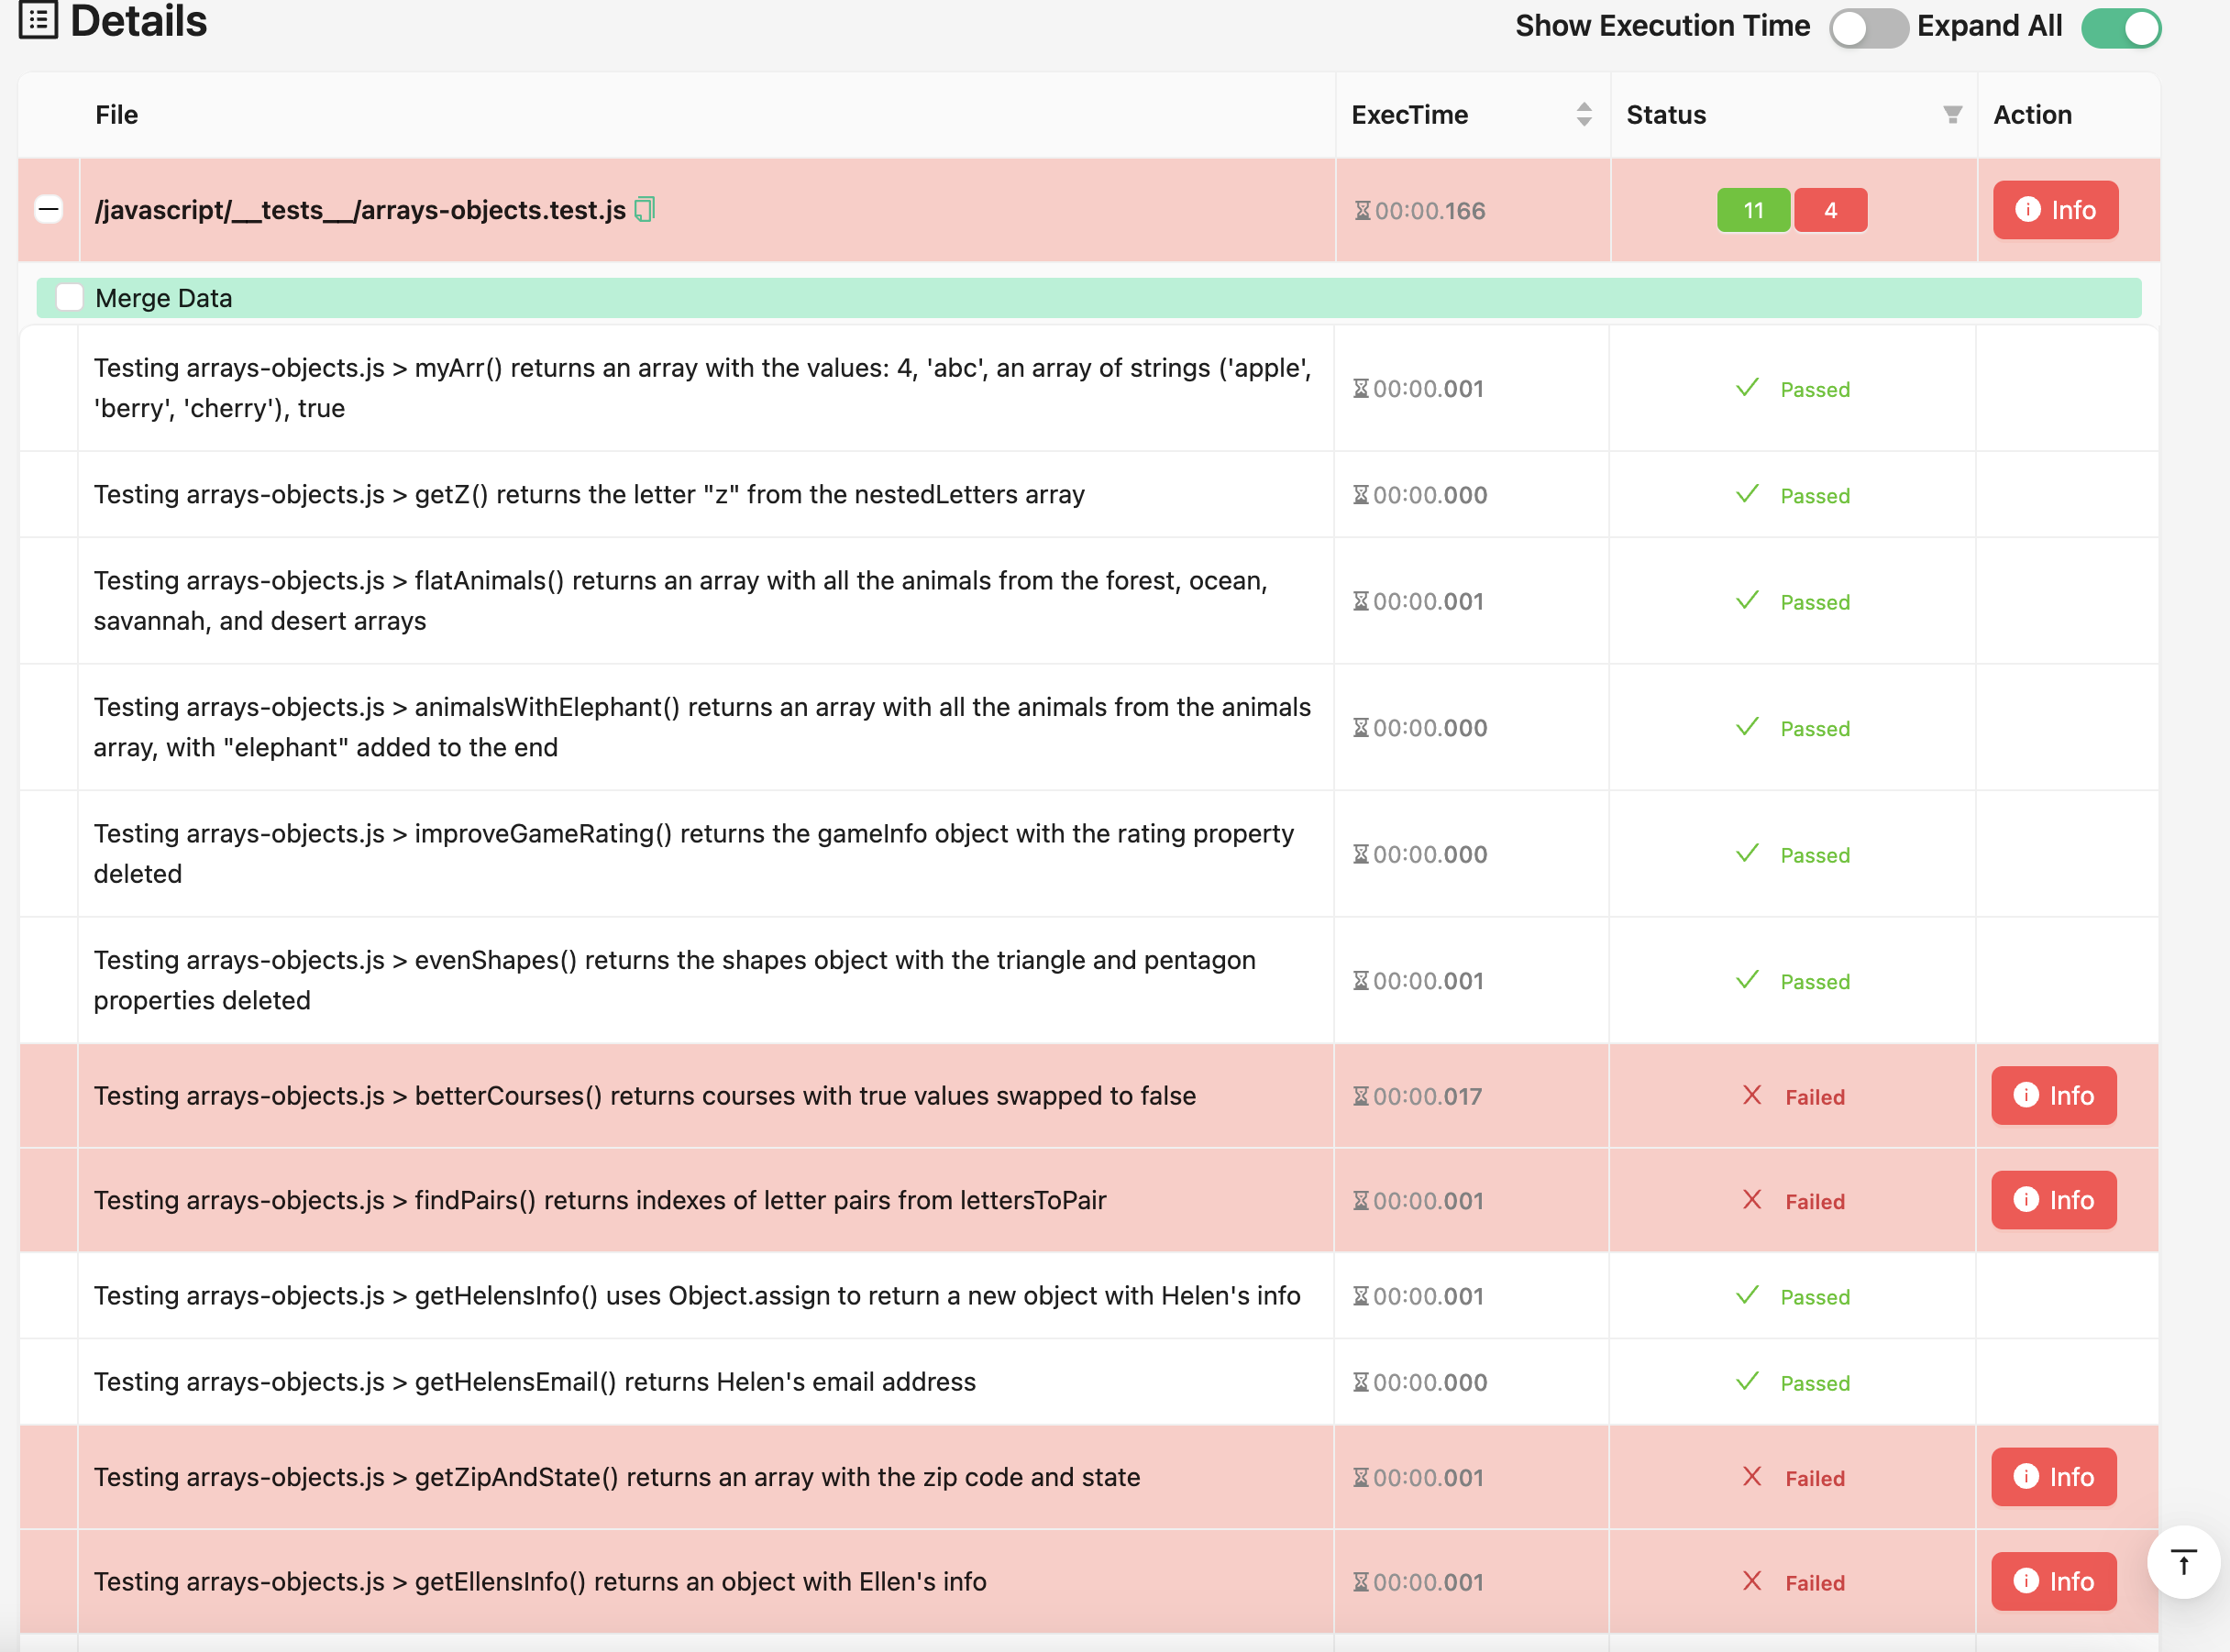 Details
Show Execution Time Expand All
File ExecTime Status Action
/javascript/__tests__/arrays-objects.test.js 00:00.166 11 4 Info
Merge Data
Testing arrays-objects.js > myArr() returns an array with the values: 4, 'abc', an array of strings ('apple',
'berry', 'cherry'), true
00:00.001 Passed
Testing arrays-objects.js > getZ() returns the letter "z" from the nestedLetters array 00:00.000 Passed
Testing arrays-objects.js > flatAnimals() returns an array with all the animals from the forest, ocean,
savannah, and desert arrays
00:00.001 Passed
Testing arrays-objects.js > animalsWithElephant() returns an array with all the animals from the animals
array, with "elephant" added to the end
00:00.000 Passed
Testing arrays-objects.js > improveGameRating() returns the gameInfo object with the rating property
deleted
00:00.000 Passed
Testing arrays-objects.js > evenShapes() returns the shapes object with the triangle and pentagon
properties deleted
00:00.001 Passed
Testing arrays-objects.js > betterCourses() returns courses with true values swapped to false 00:00.017 Failed Info
Testing arrays-objects.js > findPairs() returns indexes of letter pairs from lettersToPair 00:00.001 Failed Info
Testing arrays-objects.js > getHelensInfo() uses Object.assign to return a new object with Helen's info 00:00.001 Passed
Testing arrays-objects.js > getHelensEmail() returns Helen's email address 00:00.000 Passed
Testing arrays-objects.js > getZipAndState() returns an array with the zip code and state 00:00.001 Failed Info
Testing arrays-objects.js > getEllensInfo() returns an object with Ellen's info 00:00.001 Failed Info